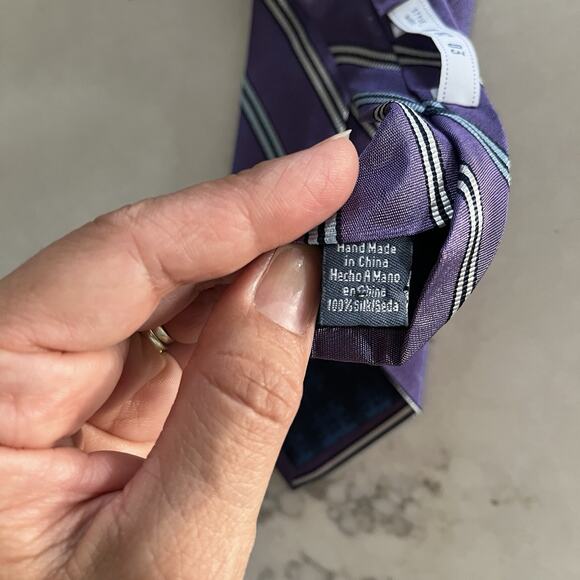 Hand Made
in China
Hecho A Mano
en China
100% Silk/Seda